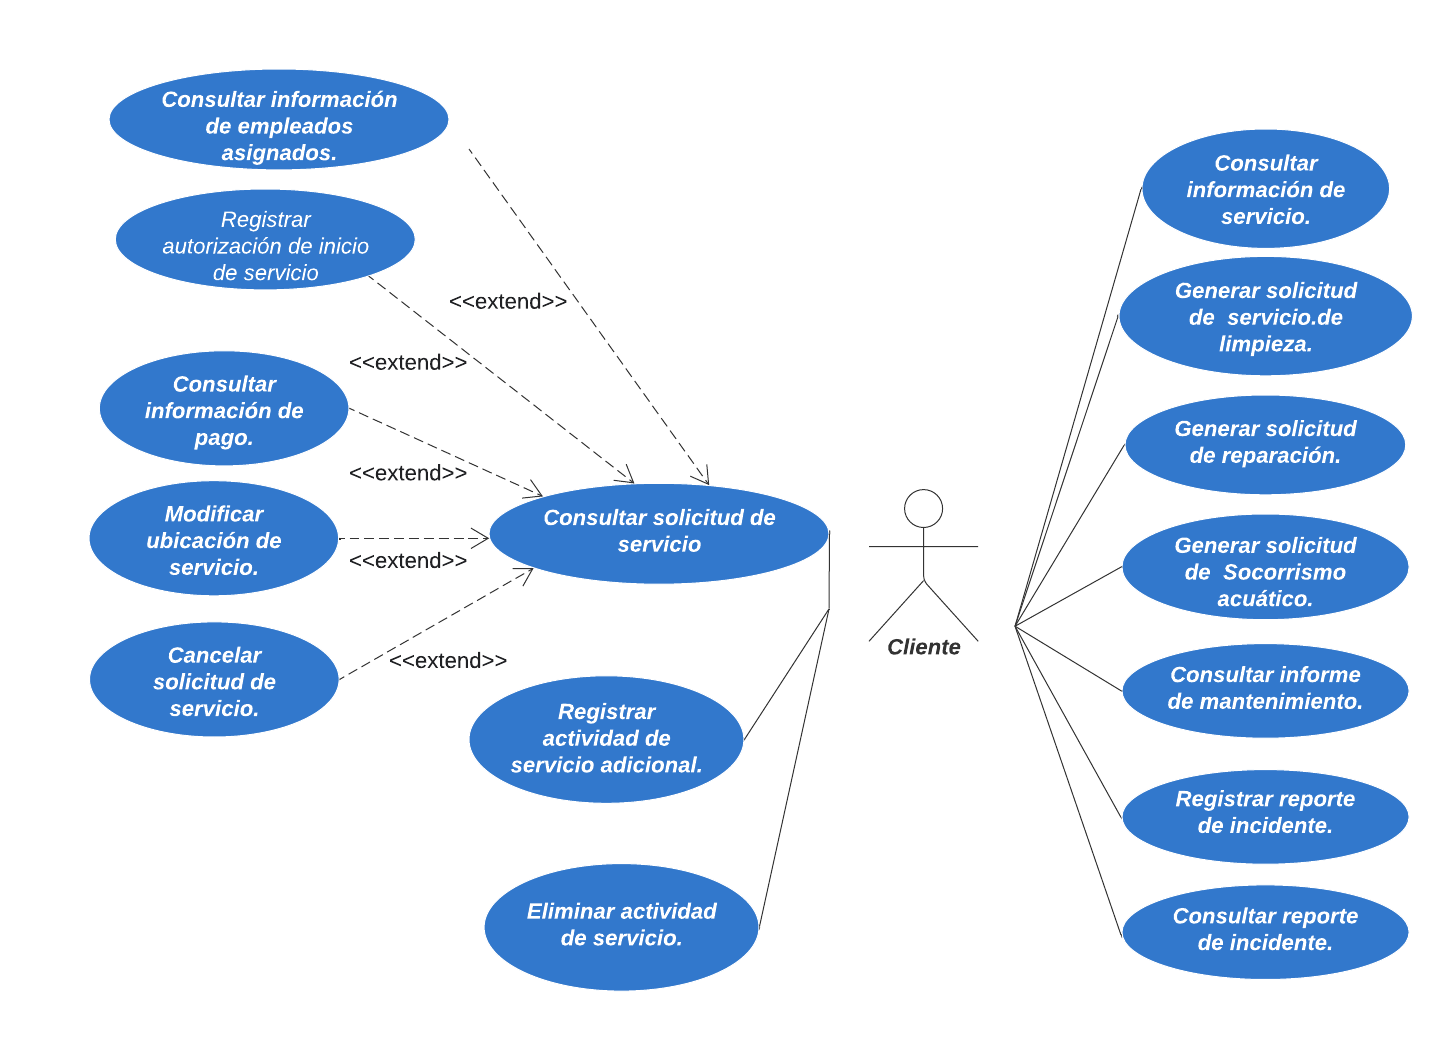 Consultar información
de empleados
asignados.
Registrar
autorización de inicio
de servicio
<<extend>>
<<extend>>
Consultar
información de
pago.
<<extend>>
Modificar
ubicación de
servicio.
<<extend>>
Consultar solicitud de
servicio
Cancelar
solicitud de
servicio.
<<extend>>
Registrar
actividad de
servicio adicional.
Eliminar actividad
de servicio.
Cliente
Consultar
información de
servicio.
Generar solicitud
de  servicio.de
limpieza.
Generar solicitud
de reparación.
Generar solicitud
de  Socorrismo
acuático.
Consultar informe
de mantenimiento.
Registrar reporte
de incidente.
Consultar reporte
de incidente.